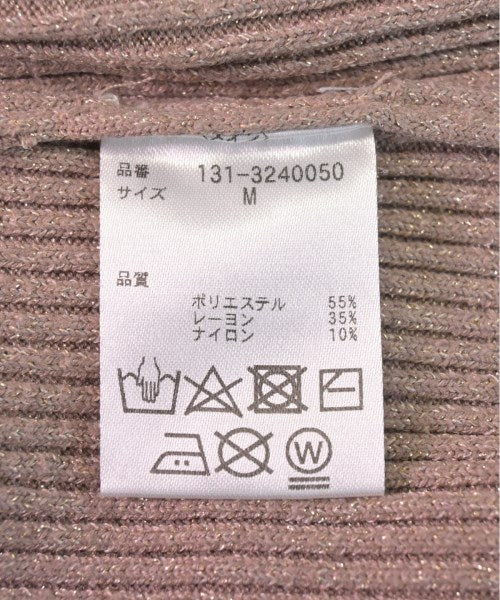 品番 131-3240050
サイズ M
品質
ポリエステル 55%
レーヨン 35%
ナイロン 10%
W